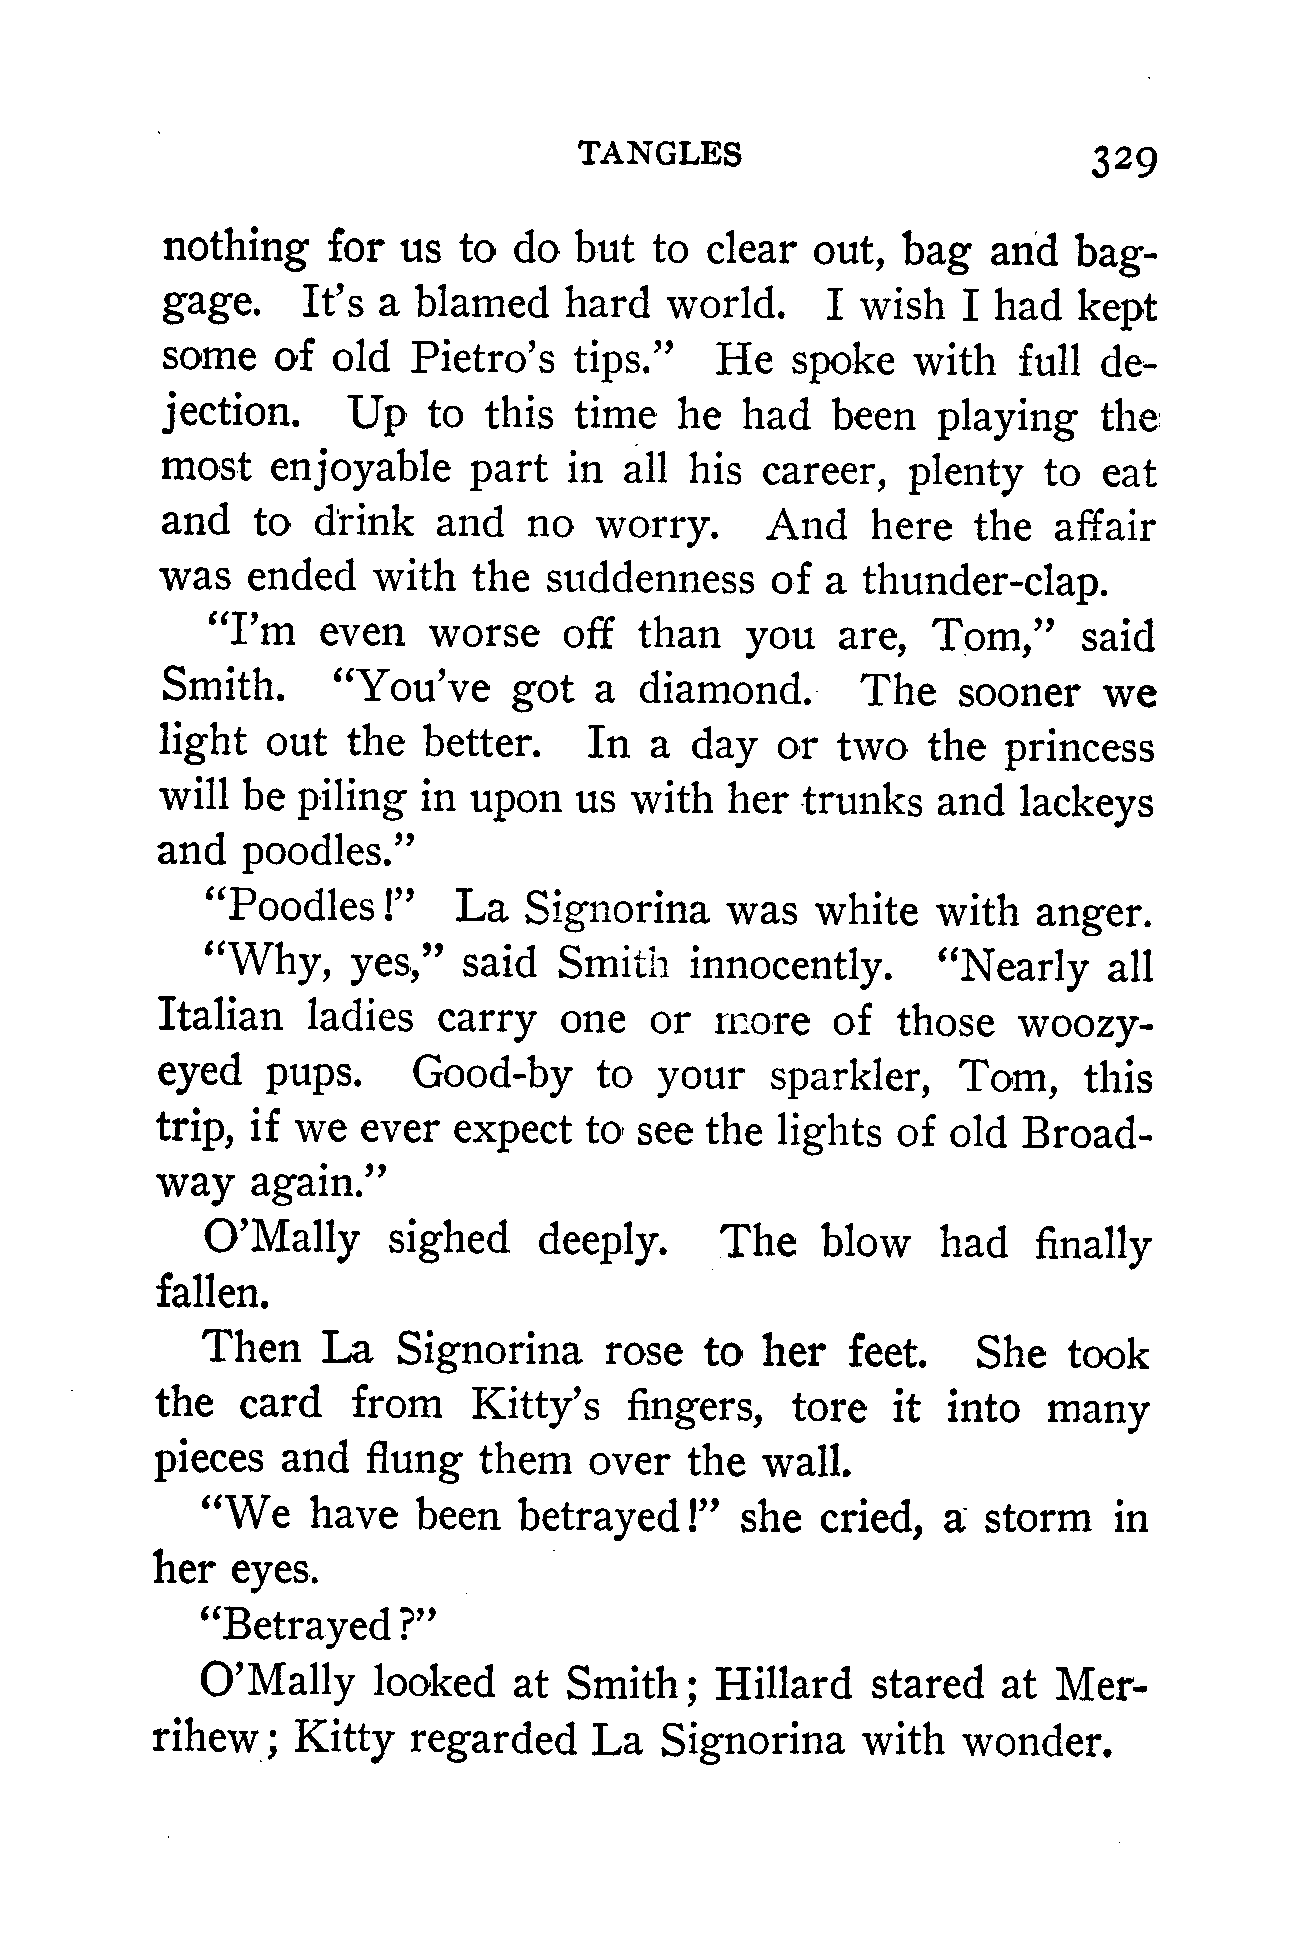 TANGLES 329
nothing for us to do but to clear out, bag and bag-
gage. It's a blamed hard world. I wish I had kept
some of old Pietro's tips." He spoke with full de-
jection. Up to this time he had been playing the
most enjoyable part in all his career, plenty to eat
and to drink and no worry. And here the affair
was ended with the suddenness of a thunder-clap.
"I'm even worse off than you are, Tom," said
Smith. "You've got a diamond. The sooner we
light out the better. In a day or two the princess
will be piling in upon us with her trunks and lackeys
and poodles."
"Poodles!" La Signorina was white with anger.
"Why, yes," said Smith innocently. "Nearly all
Italian ladies carry one or more of those woozy-
eyed pups. Good-by to your sparkler, Tom, this
trip, if we ever expect to see the lights of old Broad-
way again."
O'Mally sighed deeply. The blow had finally
fallen.
Then La Signorina rose to her feet. She took
the card from Kitty's fingers, tore it into many
pieces and flung them over the wall.
"We have been betrayed!" she cried, a storm in
her eyes.
"Betrayed?"
O'Mally looked at Smith; Hillard stared at Mer-
rihew; Kitty regarded La Signorina with wonder.